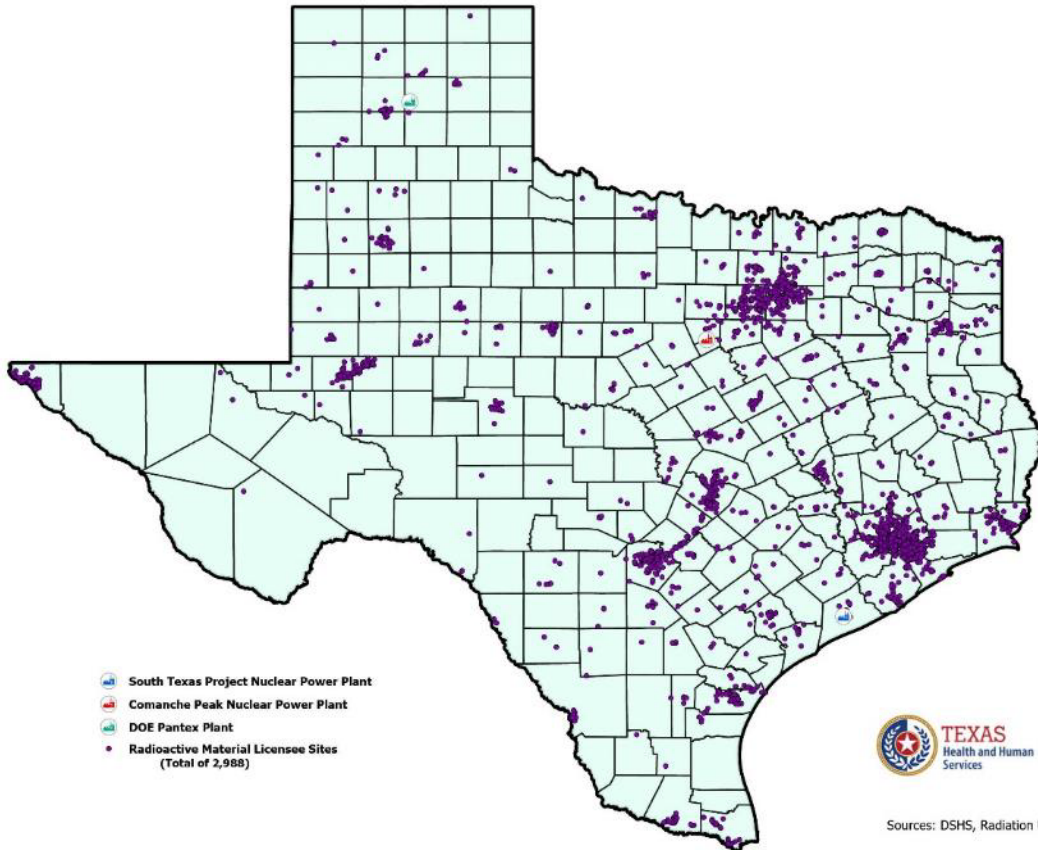 South Texas Project Nuclear Power Plant
Comanche Peak Nuclear Power Plant
DOE Pantex Plant
Radioactive Material Licensee Sites
(Total of 2,988)
TEXAS
Health and Human
Services
Sources: DSHS, Radiation